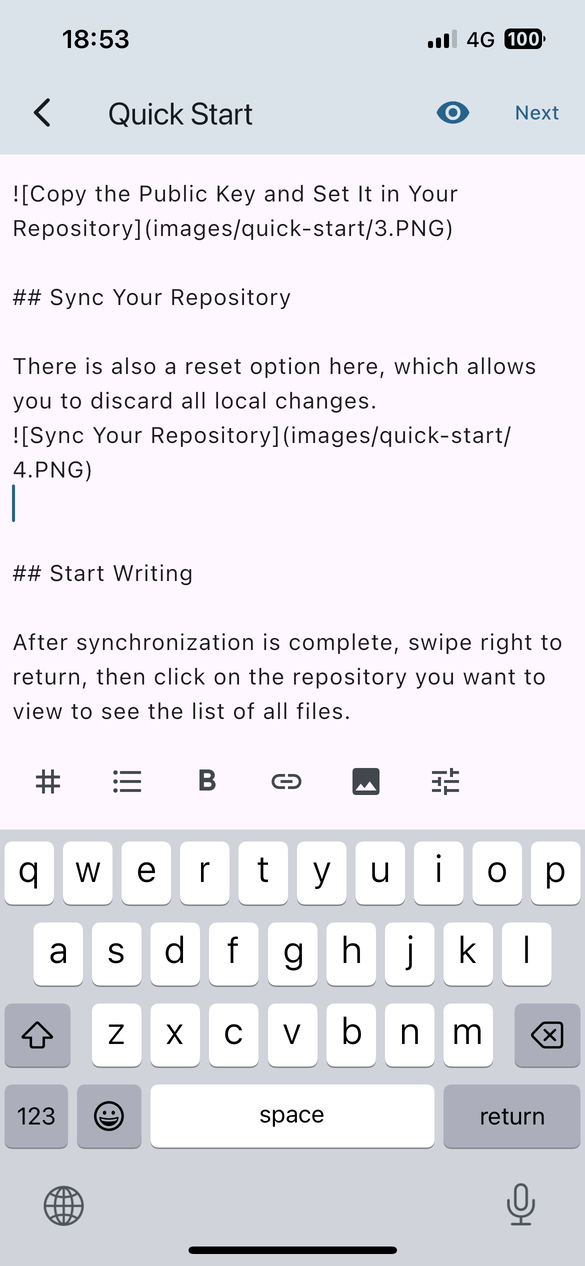 18:53
4G 100
Quick Start
Next
![Copy the Public Key and Set It in Your
Repository](images/quick-start/3.PNG)
## Sync Your Repository
There is also a reset option here, which allows
you to discard all local changes.
![Sync Your Repository](images/quick-start/
4.PNG)
## Start Writing
After synchronization is complete, swipe right to
return, then click on the repository you want to
view to see the list of all files.
B
q w e r t y u i o p
a s d f g h j k l
z x c v b n m
123 space return